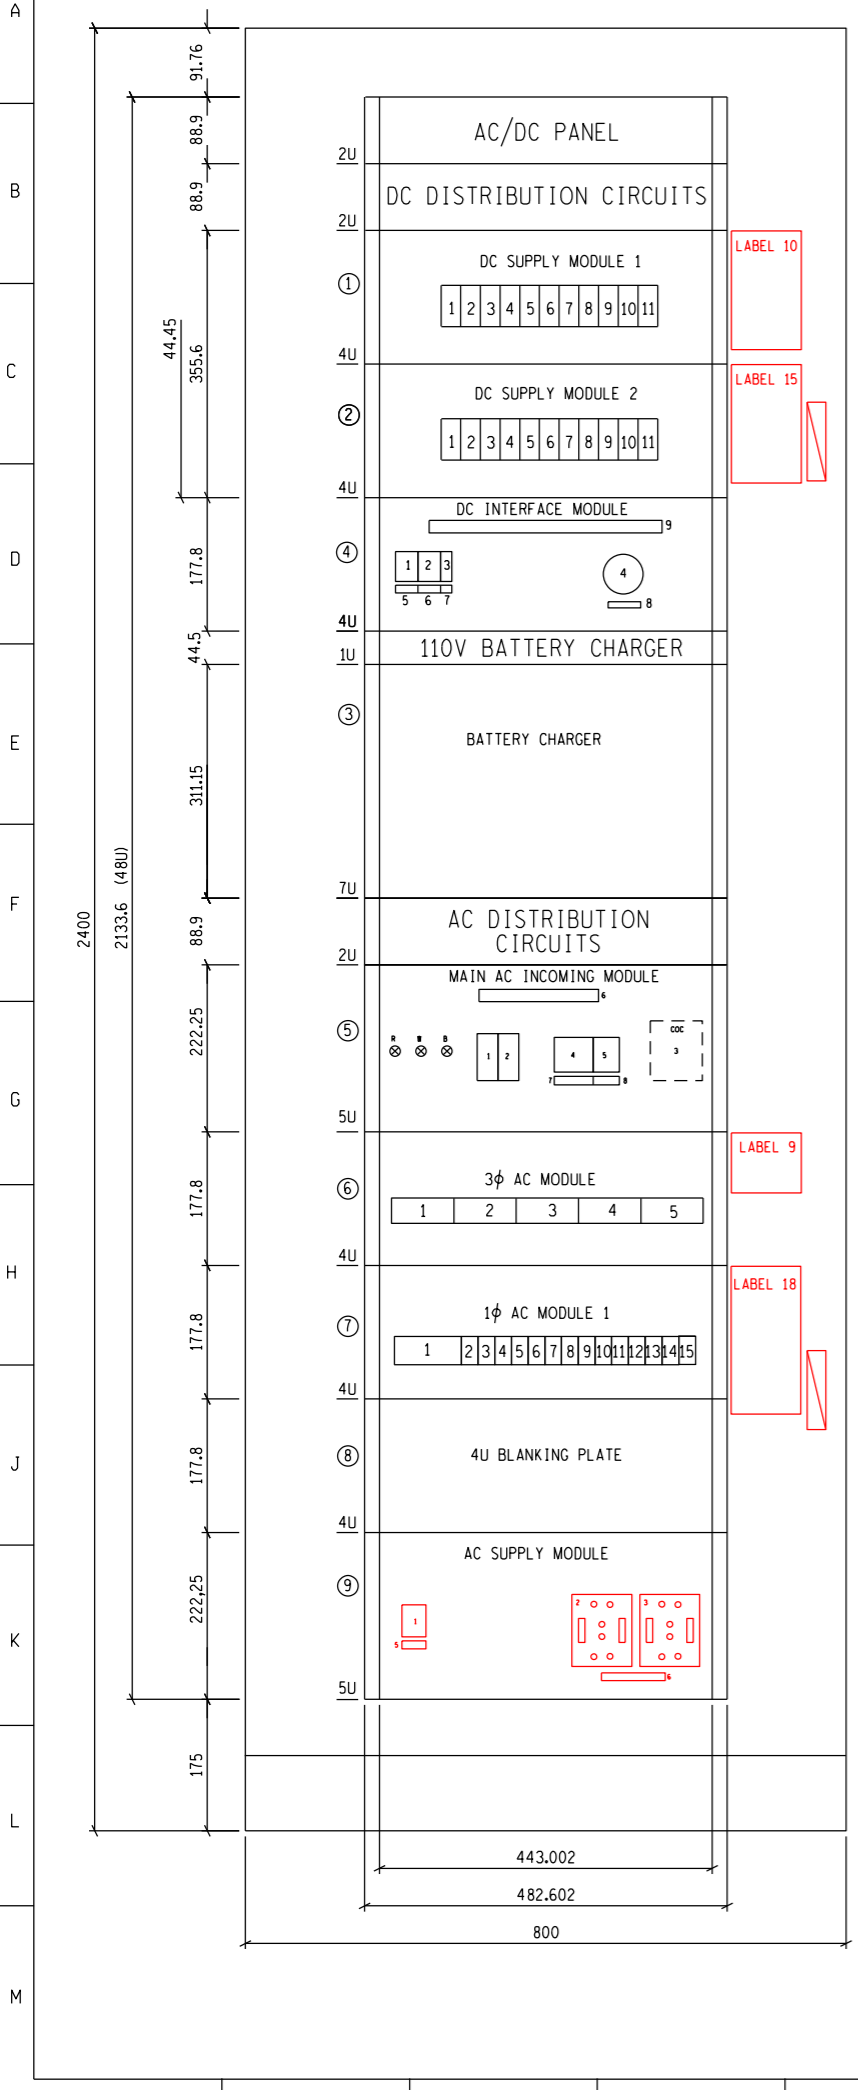 A
91.76
88.9
AC/DC PANEL
2U
B
88.9
DC DISTRIBUTION CIRCUITS
2U
DC SUPPLY MODULE 1
LABEL 10
1
1 2 3 4 5 6 7 8 9 10 11
C
44.45
355.6
4U
DC SUPPLY MODULE 2
LABEL 15
2
1 2 3 4 5 6 7 8 9 10 11
4U
DC INTERFACE MODULE
9
D
177.8
4
1 2 3
4
5 6 7
8
4U
44.5
1U
110V BATTERY CHARGER
3
E
BATTERY CHARGER
311.15
7U
F
2400
2133.6 (48U)
88.9
AC DISTRIBUTION
CIRCUITS
2U
MAIN AC INCOMING MODULE
6
222.25
5
R W B
1 2
4 5
COC
3
7 8
G
5U
LABEL 9
3ϕ AC MODULE
177.8
6
1 2 3 4 5
4U
H
LABEL 18
1ϕ AC MODULE 1
177.8
7
1 2 3 4 5 6 7 8 9 10 11 12 13 14 15
4U
J
177.8
8
4U BLANKING PLATE
4U
AC SUPPLY MODULE
9
222,25
K
1
5
2
3
6
5U
175
L
443.002
482.602
800
M